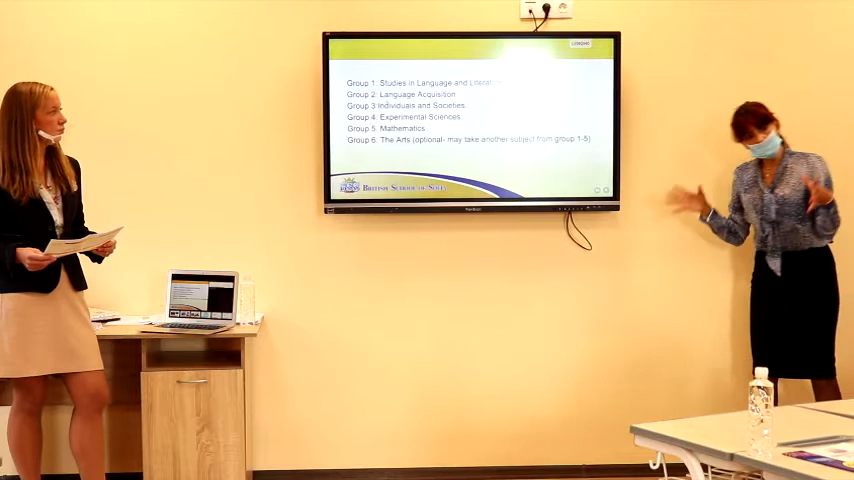 Group 1: Studies in Language and Literature
Group 2: Language Acquisition
Group 3 Individuals and Societies
Group 4: Experimental Sciences
Group 5: Mathematics
Group 6: The Arts (optional- may take another subject from group 1-5)
British School of Sofia